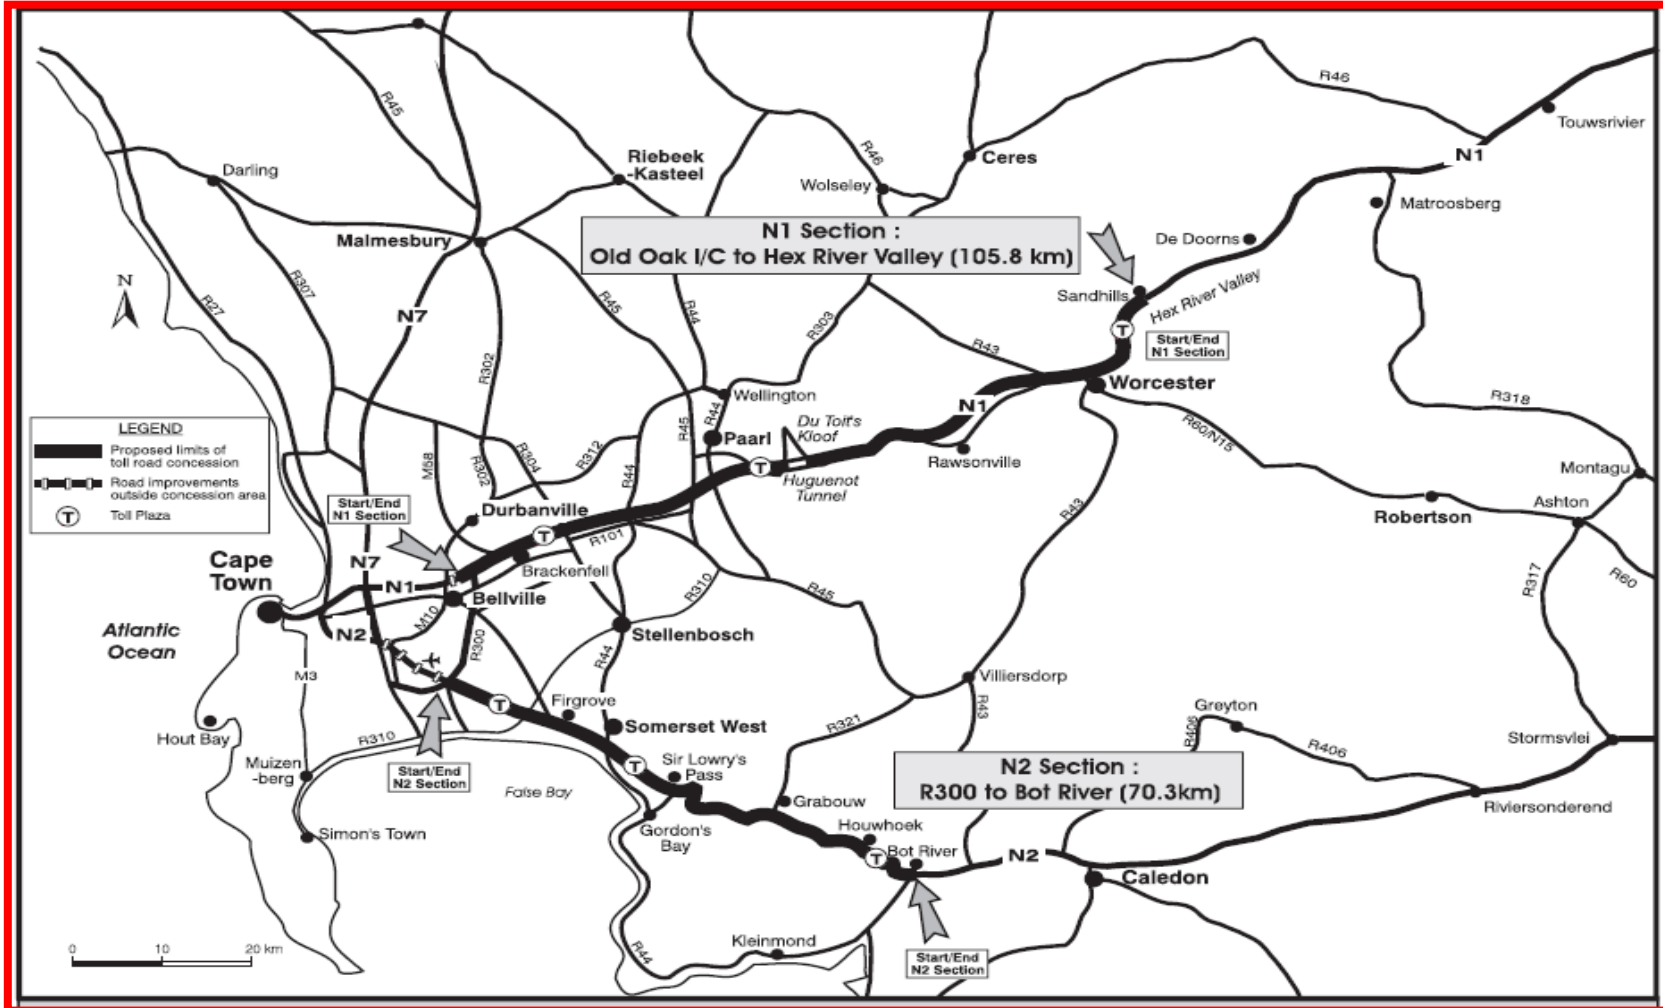 R45
R46
Touwsrivier
N1
Riebeek
-Kasteel
R46
Ceres
Darling
Wolseley
Matroosberg
Malmesbury
N1 Section :
Old Oak I/C to Hex River Valley (105.8 km)
De Doorns
N
R307
R27
N7
R45
R44
R303
Sandhills
Hex River Valley
Start/End
N1 Section
R43
R302
Worcester
Wellington
N1
R318
LEGEND
Proposed limits of
toll road concession
Road improvements
outside concession area
T
Toll Plaza
M58
R302
R304
R312
R44
R45
R44
Paarl
Du Toit's
Kloof
T
Huguenot
Tunnel
Rawsonville
R60/N15
Montagu
Robertson
Ashton
Start/End
N1 Section
Durbanville
T
R101
R43
Cape
Town
N7
N1
Brackenfell
Bellville
R310
R45
R317
R60
Atlantic
Ocean
N2
M10
R300
Stellenbosch
M3
R44
Villiersdorp
R43
T
Firgrove
Greyton
Hout Bay
R310
Somerset West
R321
R406
R406
Stormsvlei
Muizen
-berg
Start/End
N2 Section
T
Sir Lowry's
Pass
N2 Section :
R300 to Bot River (70.3km)
False Bay
Grabouw
Riviersonderend
Simon's Town
Gordon's
Bay
Houwhoek
T
Bot River
N2
Caledon
T
0 10 20 km
R44
Kleinmond
Start/End
N2 Section